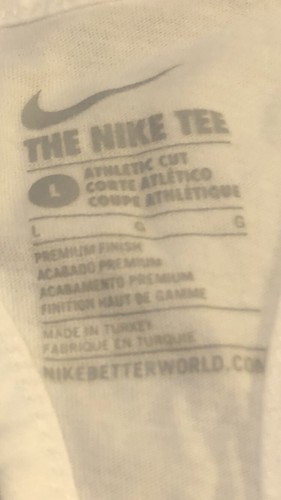 THE NIKE TEE
L
ATHLETIC CUT
CORTE ATLÉTICO
COUPE ATHLÉTIQUE
L G G
PREMIUM FINISH
ACABADO PREMIUM
ACABAMENTO PREMIUM
FINITION HAUT DE GAMME
MADE IN TURKEY
FABRIQUE EN TURQUIE
NIKEBETTERWORLD.COM